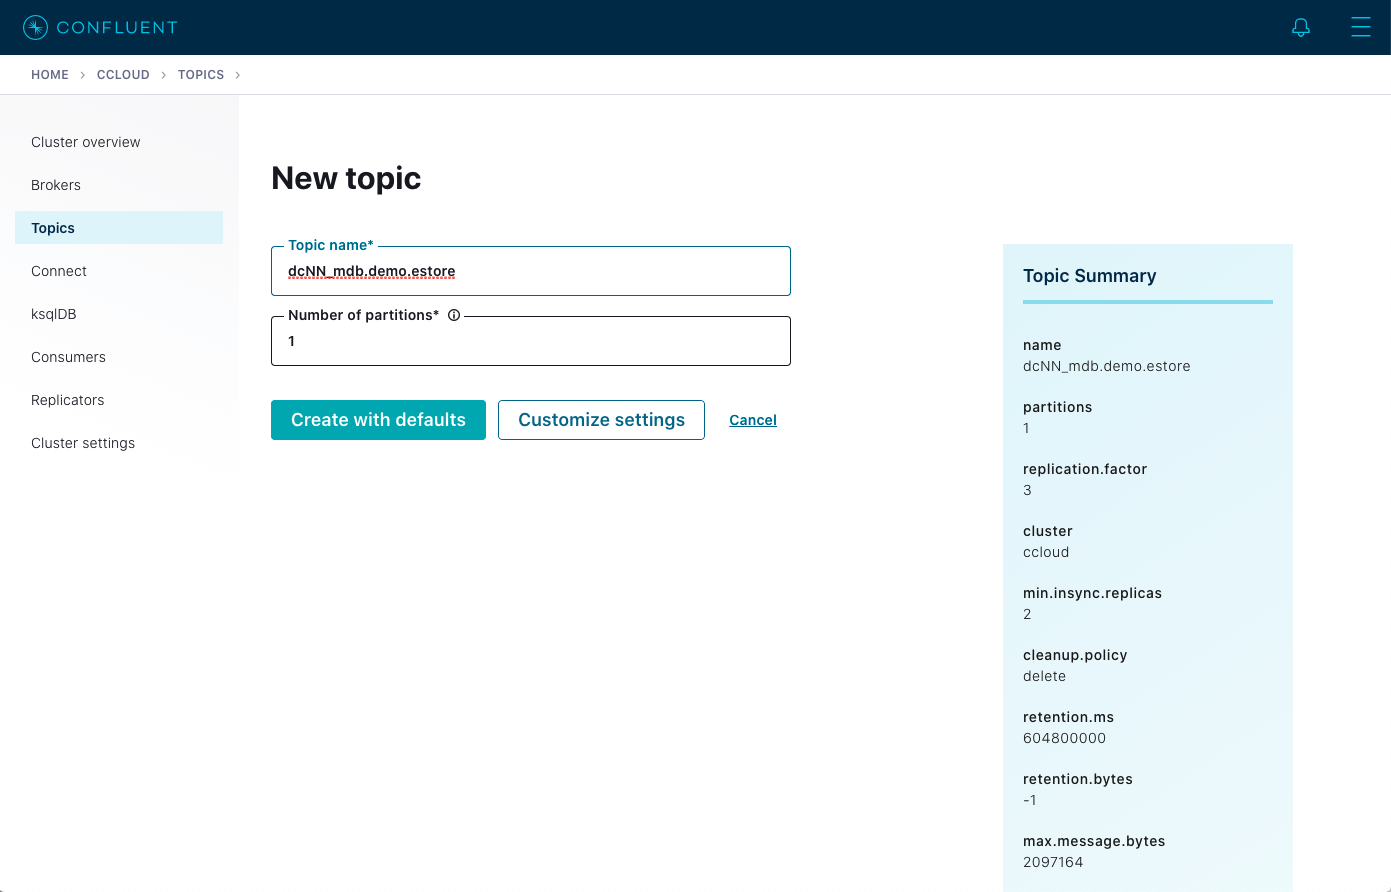 CONFLUENT
HOME > CCLOUD > TOPICS >
Cluster overview
Brokers
Topics
Connect
ksqlDB
Consumers
Replicators
Cluster settings
New topic
Topic name*
dcNN_mdb.demo.estore
Number of partitions*
1
Create with defaults
Customize settings
Cancel
Topic Summary
name
dcNN_mdb.demo.estore
partitions
1
replication.factor
3
cluster
ccloud
min.insync.replicas
2
cleanup.policy
delete
retention.ms
604800000
retention.bytes
-1
max.message.bytes
2097164